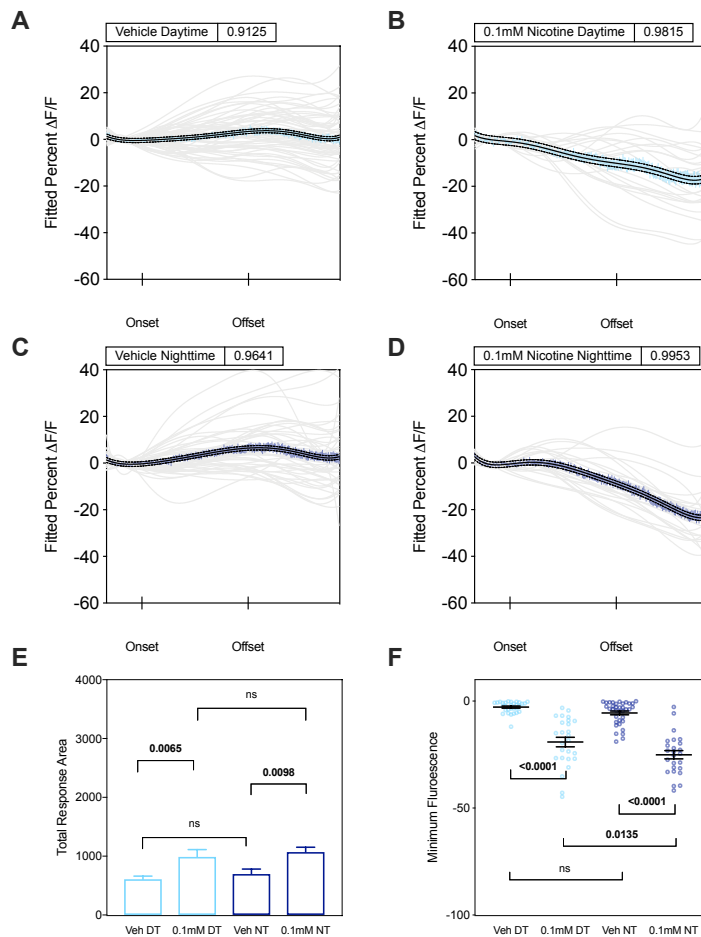 A
B
Vehicle Daytime 0.9125
0.1mM Nicotine Daytime 0.9815
Fitted Percent ΔF/F
40
20
0
-20
-40
-60
Onset
Offset
Fitted Percent ΔF/F
40
20
0
-20
-40
-60
Onset
Offset
C
D
Vehicle Nighttime 0.9641
0.1mM Nicotine Nighttime 0.9953
Fitted Percent ΔF/F
40
20
0
-20
-40
-60
Onset
Offset
Fitted Percent ΔF/F
40
20
0
-20
-40
-60
Onset
Offset
E
Total Response Area
4000
3000
2000
1000
0
ns
0.0065
0.0098
ns
Veh DT
0.1mM DT
Veh NT
0.1mM NT
F
Minimum Fluroescence
0
-50
-100
<0.0001
<0.0001
0.0135
ns
Veh DT
0.1mM DT
Veh NT
0.1mM NT